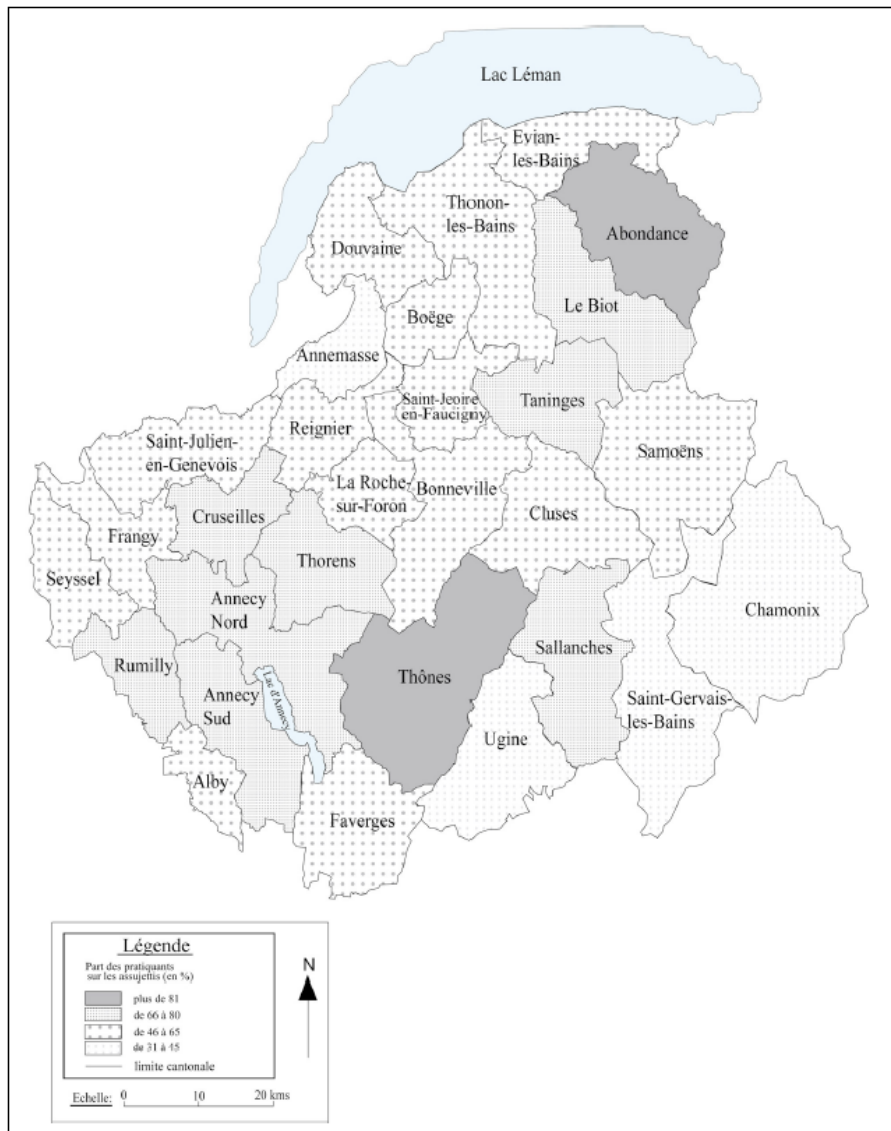 Lac Léman
Evian-
les-Bains
Thonon-
les-Bains
Abondance
Douvaine
Le Biot
Boëge
Annemasse
Saint-Jeoire
en-Faucigny
Taninges
Reignier
Saint-Julien-
en-Genevois
Samoëns
La Roche-
sur-Foron
Bonneville
Cluses
Cruseilles
Frangy
Thorens
Seyssel
Annecy
Nord
Chamonix
Sallanches
Rumilly
Thônes
Annecy
Sud
Lac d'Annecy
Saint-Gervais-
les-Bains
Ugine
Alby
Faverges
Légende
Part des pratiquants
sur les assujettis (en %)
plus de 81
de 66 à 80
de 46 à 65
de 31 à 45
limite cantonale
N
Echelle: 0 10 20 kms